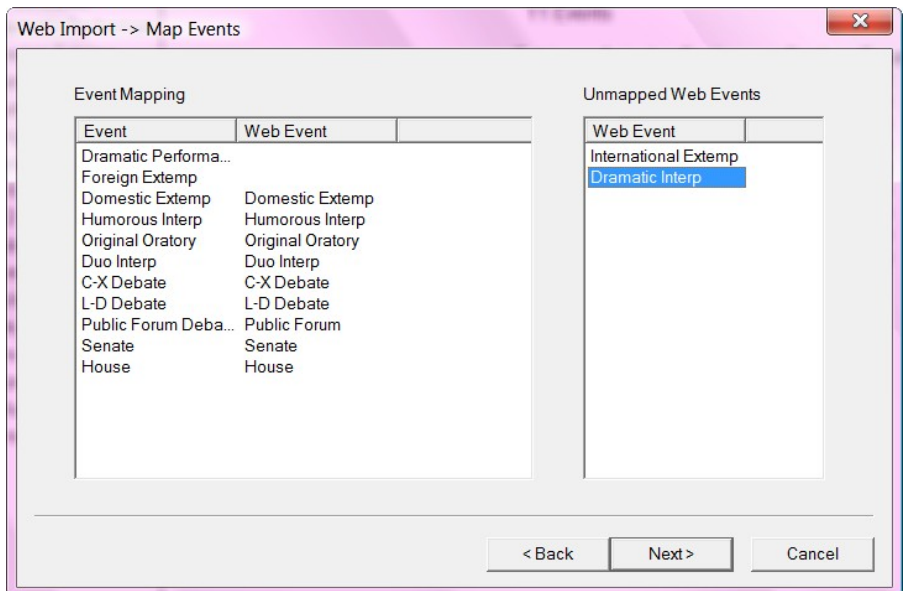 Web Import -> Map Events
Event Mapping
Event Web Event
Dramatic Performa...
Foreign Extemp
Domestic Extemp Domestic Extemp
Humorous Interp Humorous Interp
Original Oratory Original Oratory
Duo Interp Duo Interp
C-X Debate C-X Debate
L-D Debate L-D Debate
Public Forum Deba... Public Forum
Senate Senate
House House
Unmapped Web Events
Web Event
International Extemp
Dramatic Interp
< Back Next > Cancel